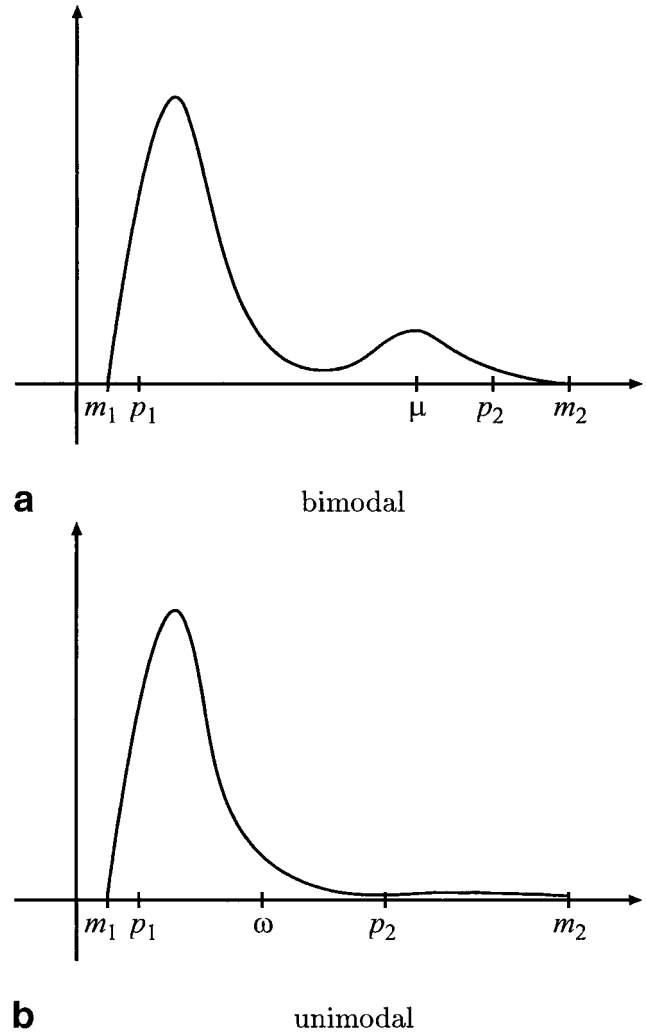 m₁ p₁ μ p₂ m₂
a bimodal
m₁ p₁ ω p₂ m₂
b unimodal